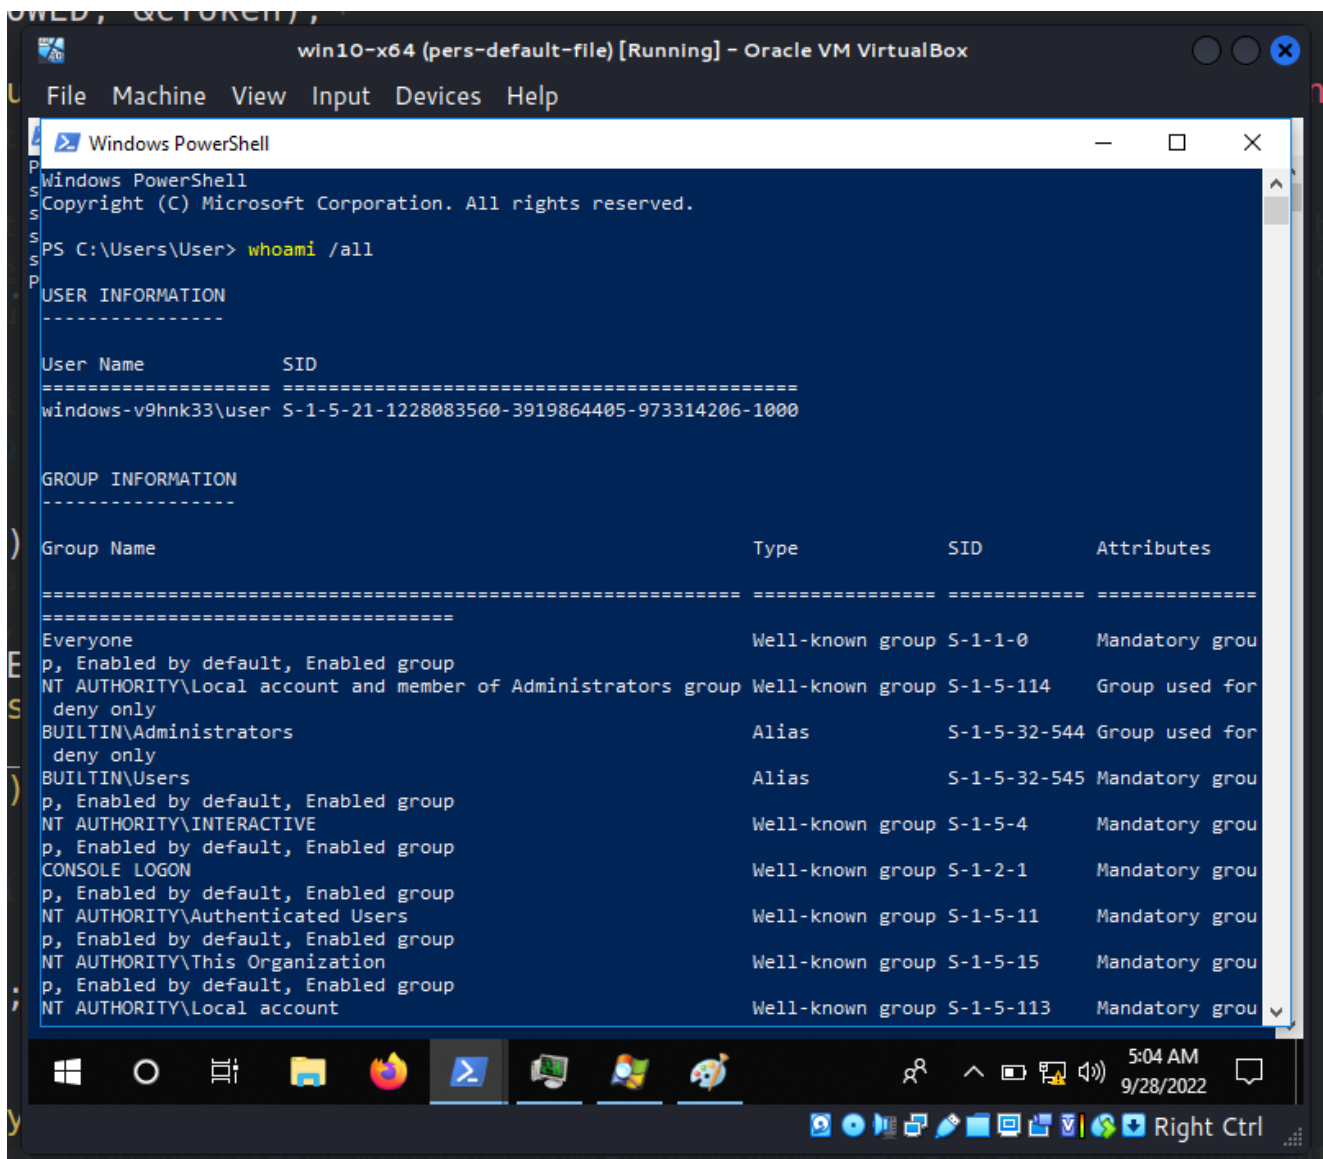 OWED, &cToken);
win10-x64 (pers-default-file) [Running] - Oracle VM VirtualBox
File Machine View Input Devices Help
Windows PowerShell
Windows PowerShell
Copyright (C) Microsoft Corporation. All rights reserved.
PS C:\Users\User> whoami /all
USER INFORMATION
----------------
User Name SID
==================== =============================================
windows-v9hnk33\user S-1-5-21-1228083560-3919864405-973314206-1000
GROUP INFORMATION
-----------------
Group Name Type SID Attributes
============================================================= ================ ============ ==============
====================================
Everyone Well-known group S-1-1-0 Mandatory grou
p, Enabled by default, Enabled group
NT AUTHORITY\Local account and member of Administrators group Well-known group S-1-5-114 Group used for
deny only
BUILTIN\Administrators Alias S-1-5-32-544 Group used for
deny only
BUILTIN\Users Alias S-1-5-32-545 Mandatory grou
p, Enabled by default, Enabled group
NT AUTHORITY\INTERACTIVE Well-known group S-1-5-4 Mandatory grou
p, Enabled by default, Enabled group
CONSOLE LOGON Well-known group S-1-2-1 Mandatory grou
p, Enabled by default, Enabled group
NT AUTHORITY\Authenticated Users Well-known group S-1-5-11 Mandatory grou
p, Enabled by default, Enabled group
NT AUTHORITY\This Organization Well-known group S-1-5-15 Mandatory grou
p, Enabled by default, Enabled group
NT AUTHORITY\Local account Well-known group S-1-5-113 Mandatory grou
5:04 AM
9/28/2022
Right Ctrl